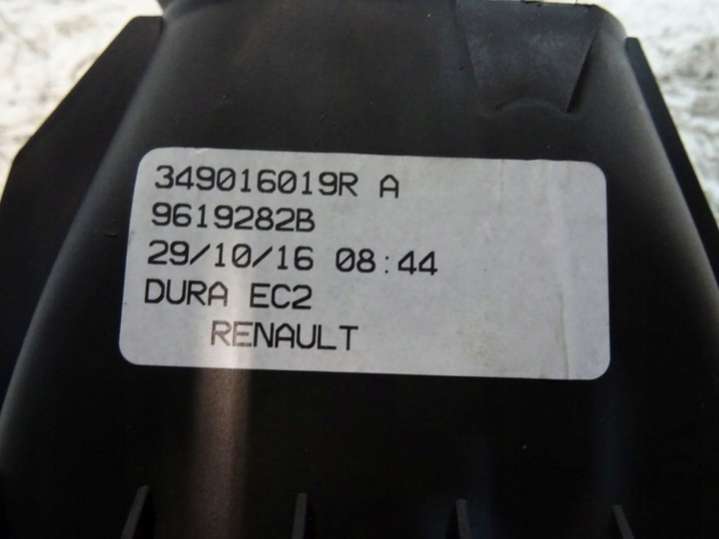 349016019R A
9619282B
29/10/16 08:44
DURA EC2
RENAULT